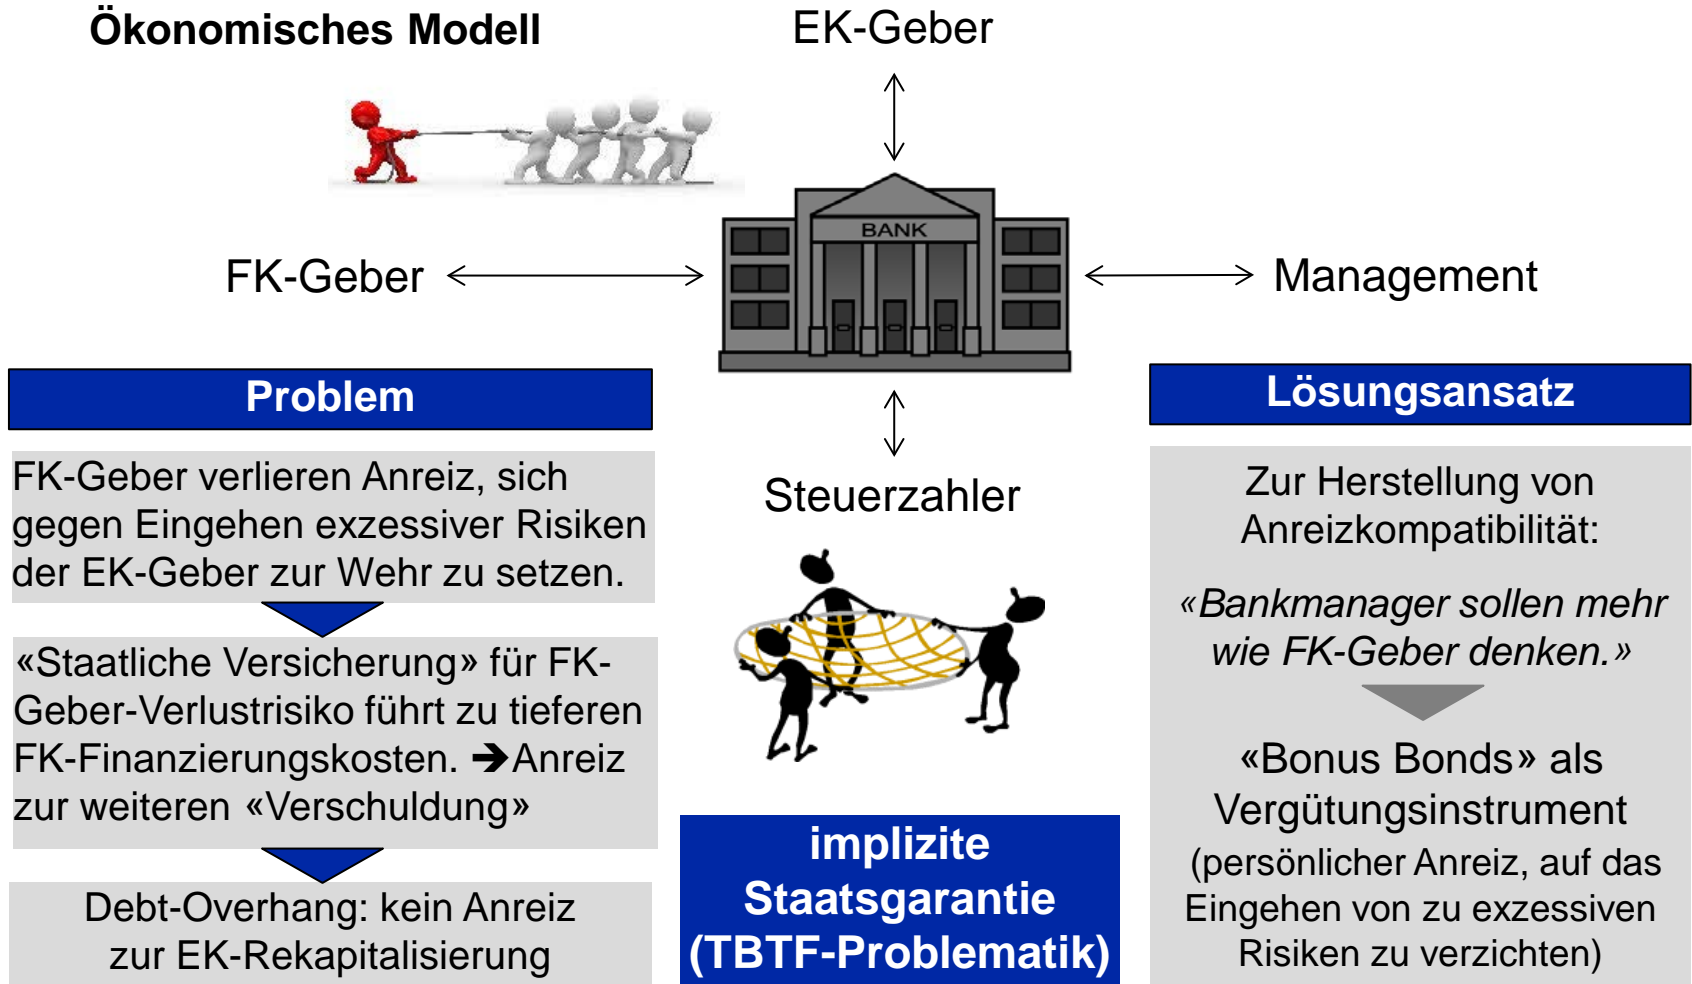 Ökonomisches Modell
EK-Geber
BANK
FK-Geber
Management
Problem
FK-Geber verlieren Anreiz, sich
gegen Eingehen exzessiver Risiken
der EK-Geber zur Wehr zu setzen.
«Staatliche Versicherung» für FK-
Geber-Verlustrisiko führt zu tieferen
FK-Finanzierungskosten. ➔Anreiz
zur weiteren «Verschuldung»
Debt-Overhang: kein Anreiz
zur EK-Rekapitalisierung
Steuerzahler
implizite
Staatsgarantie
(TBTF-Problematik)
Lösungsansatz
Zur Herstellung von
Anreizkompatibilität:
«Bankmanager sollen mehr
wie FK-Geber denken.»
«Bonus Bonds» als
Vergütungsinstrument
(persönlicher Anreiz, auf das
Eingehen von zu exzessiven
Risiken zu verzichten)